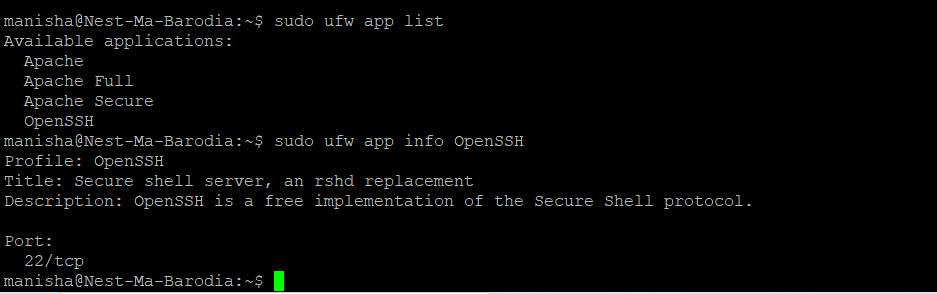 manisha@Nest-Ma-Barodia:~$ sudo ufw app list
Available applications:
  Apache
  Apache Full
  Apache Secure
  OpenSSH
manisha@Nest-Ma-Barodia:~$ sudo ufw app info OpenSSH
Profile: OpenSSH
Title: Secure shell server, an rshd replacement
Description: OpenSSH is a free implementation of the Secure Shell protocol.

Port:
  22/tcp
manisha@Nest-Ma-Barodia:~$